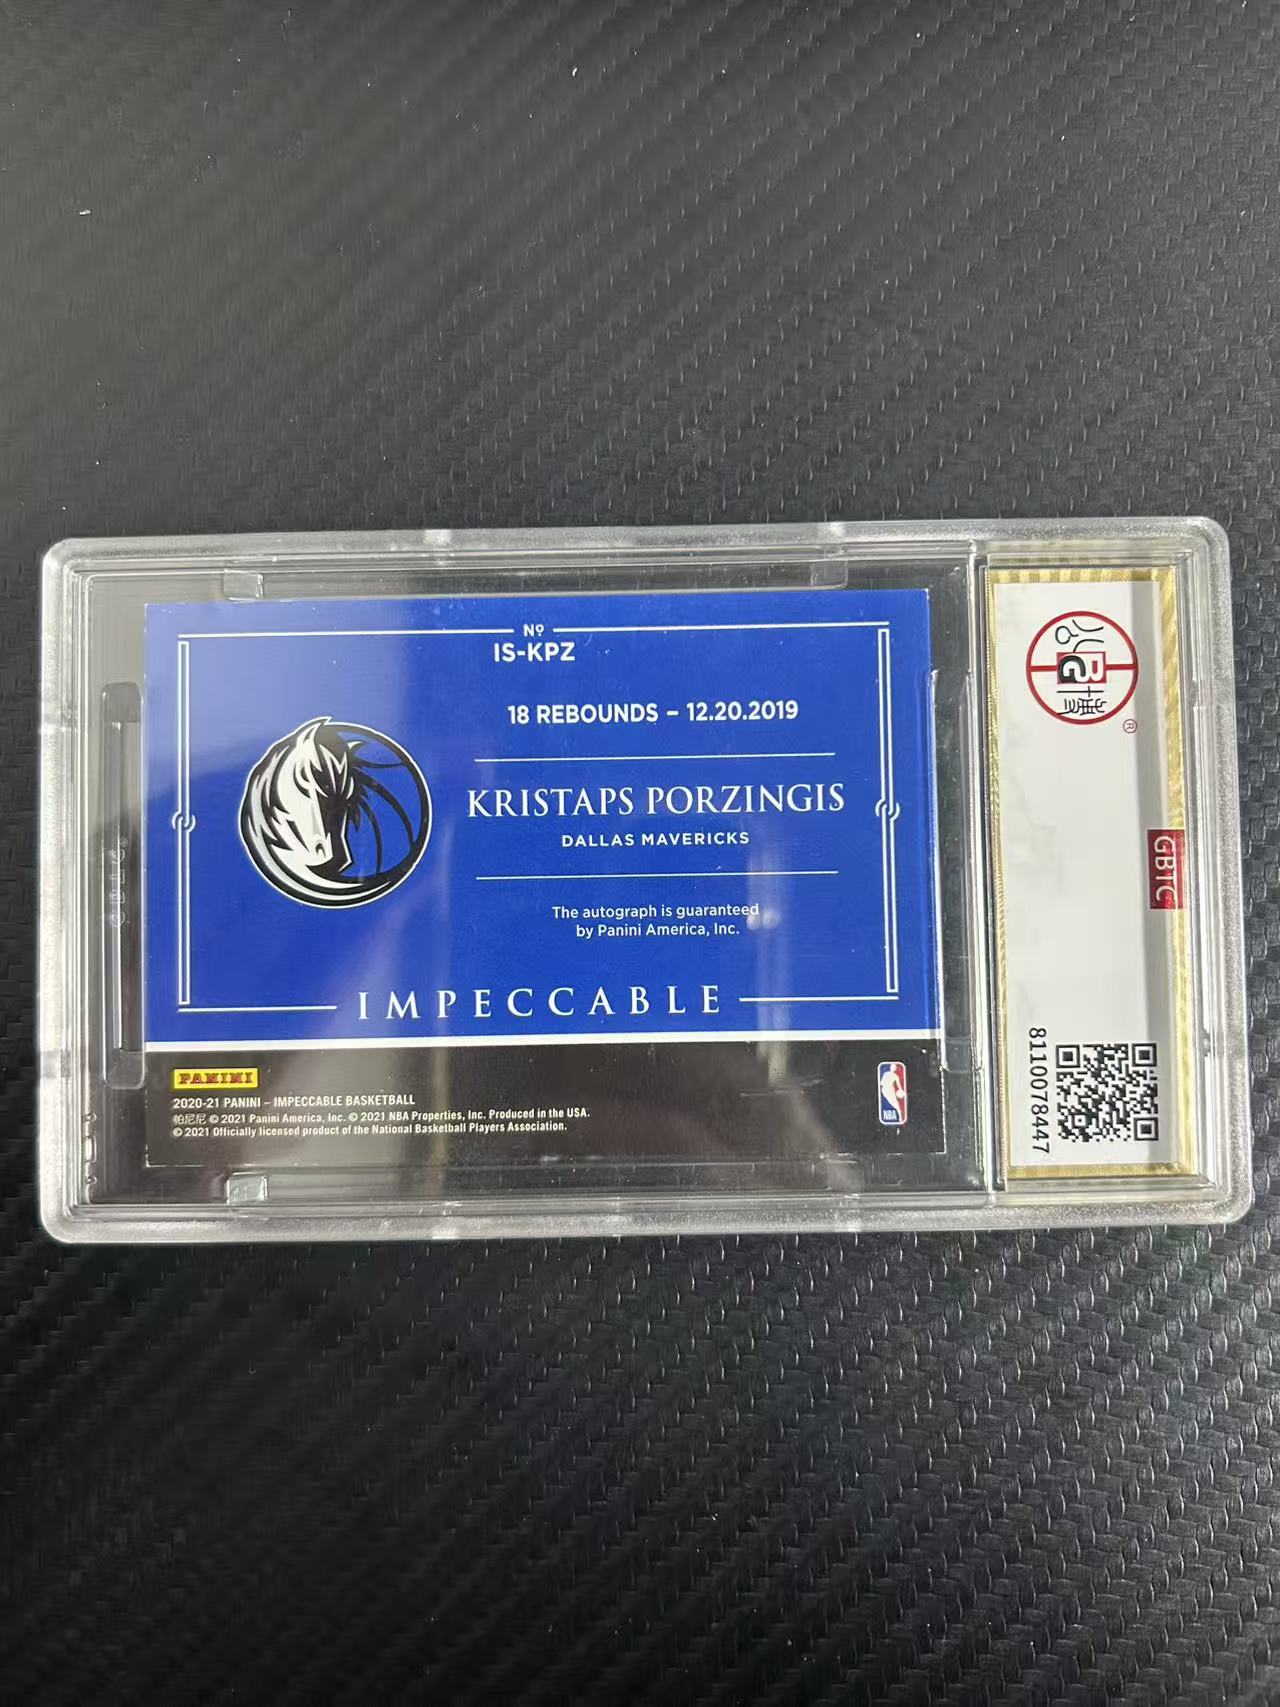 Nº
IS-KPZ
18 REBOUNDS – 12.20.2019
KRISTAPS PORZINGIS
DALLAS MAVERICKS
The autograph is guaranteed
by Panini America, Inc.
IMPECCABLE
PANINI
2020-21 PANINI – IMPECCABLE BASKETBALL
帕尼尼 © 2021 Panini America, Inc. © 2021 NBA Properties, Inc. Produced in the USA.
© 2021 Officially licensed product of the National Basketball Players Association.
NBA
®
GBTC
8110078447